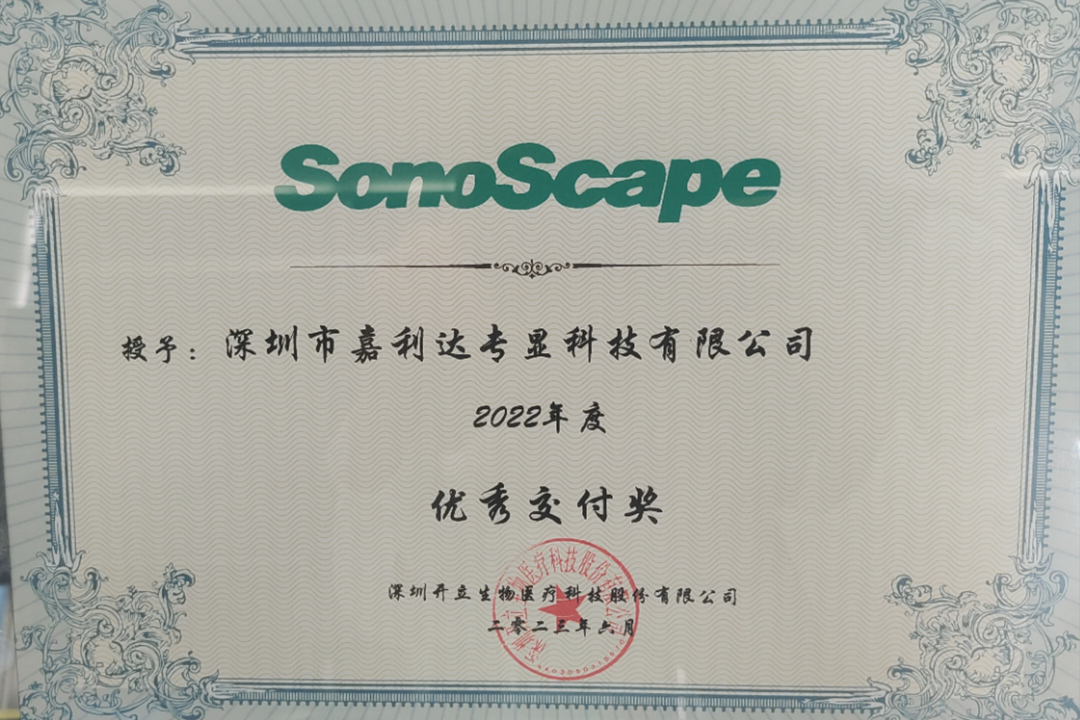 SonoScape
授予：深圳市嘉利达专显科技有限公司
2022年度
优秀交付奖
深圳开立生物医疗科技股份有限公司
二零二三年六月